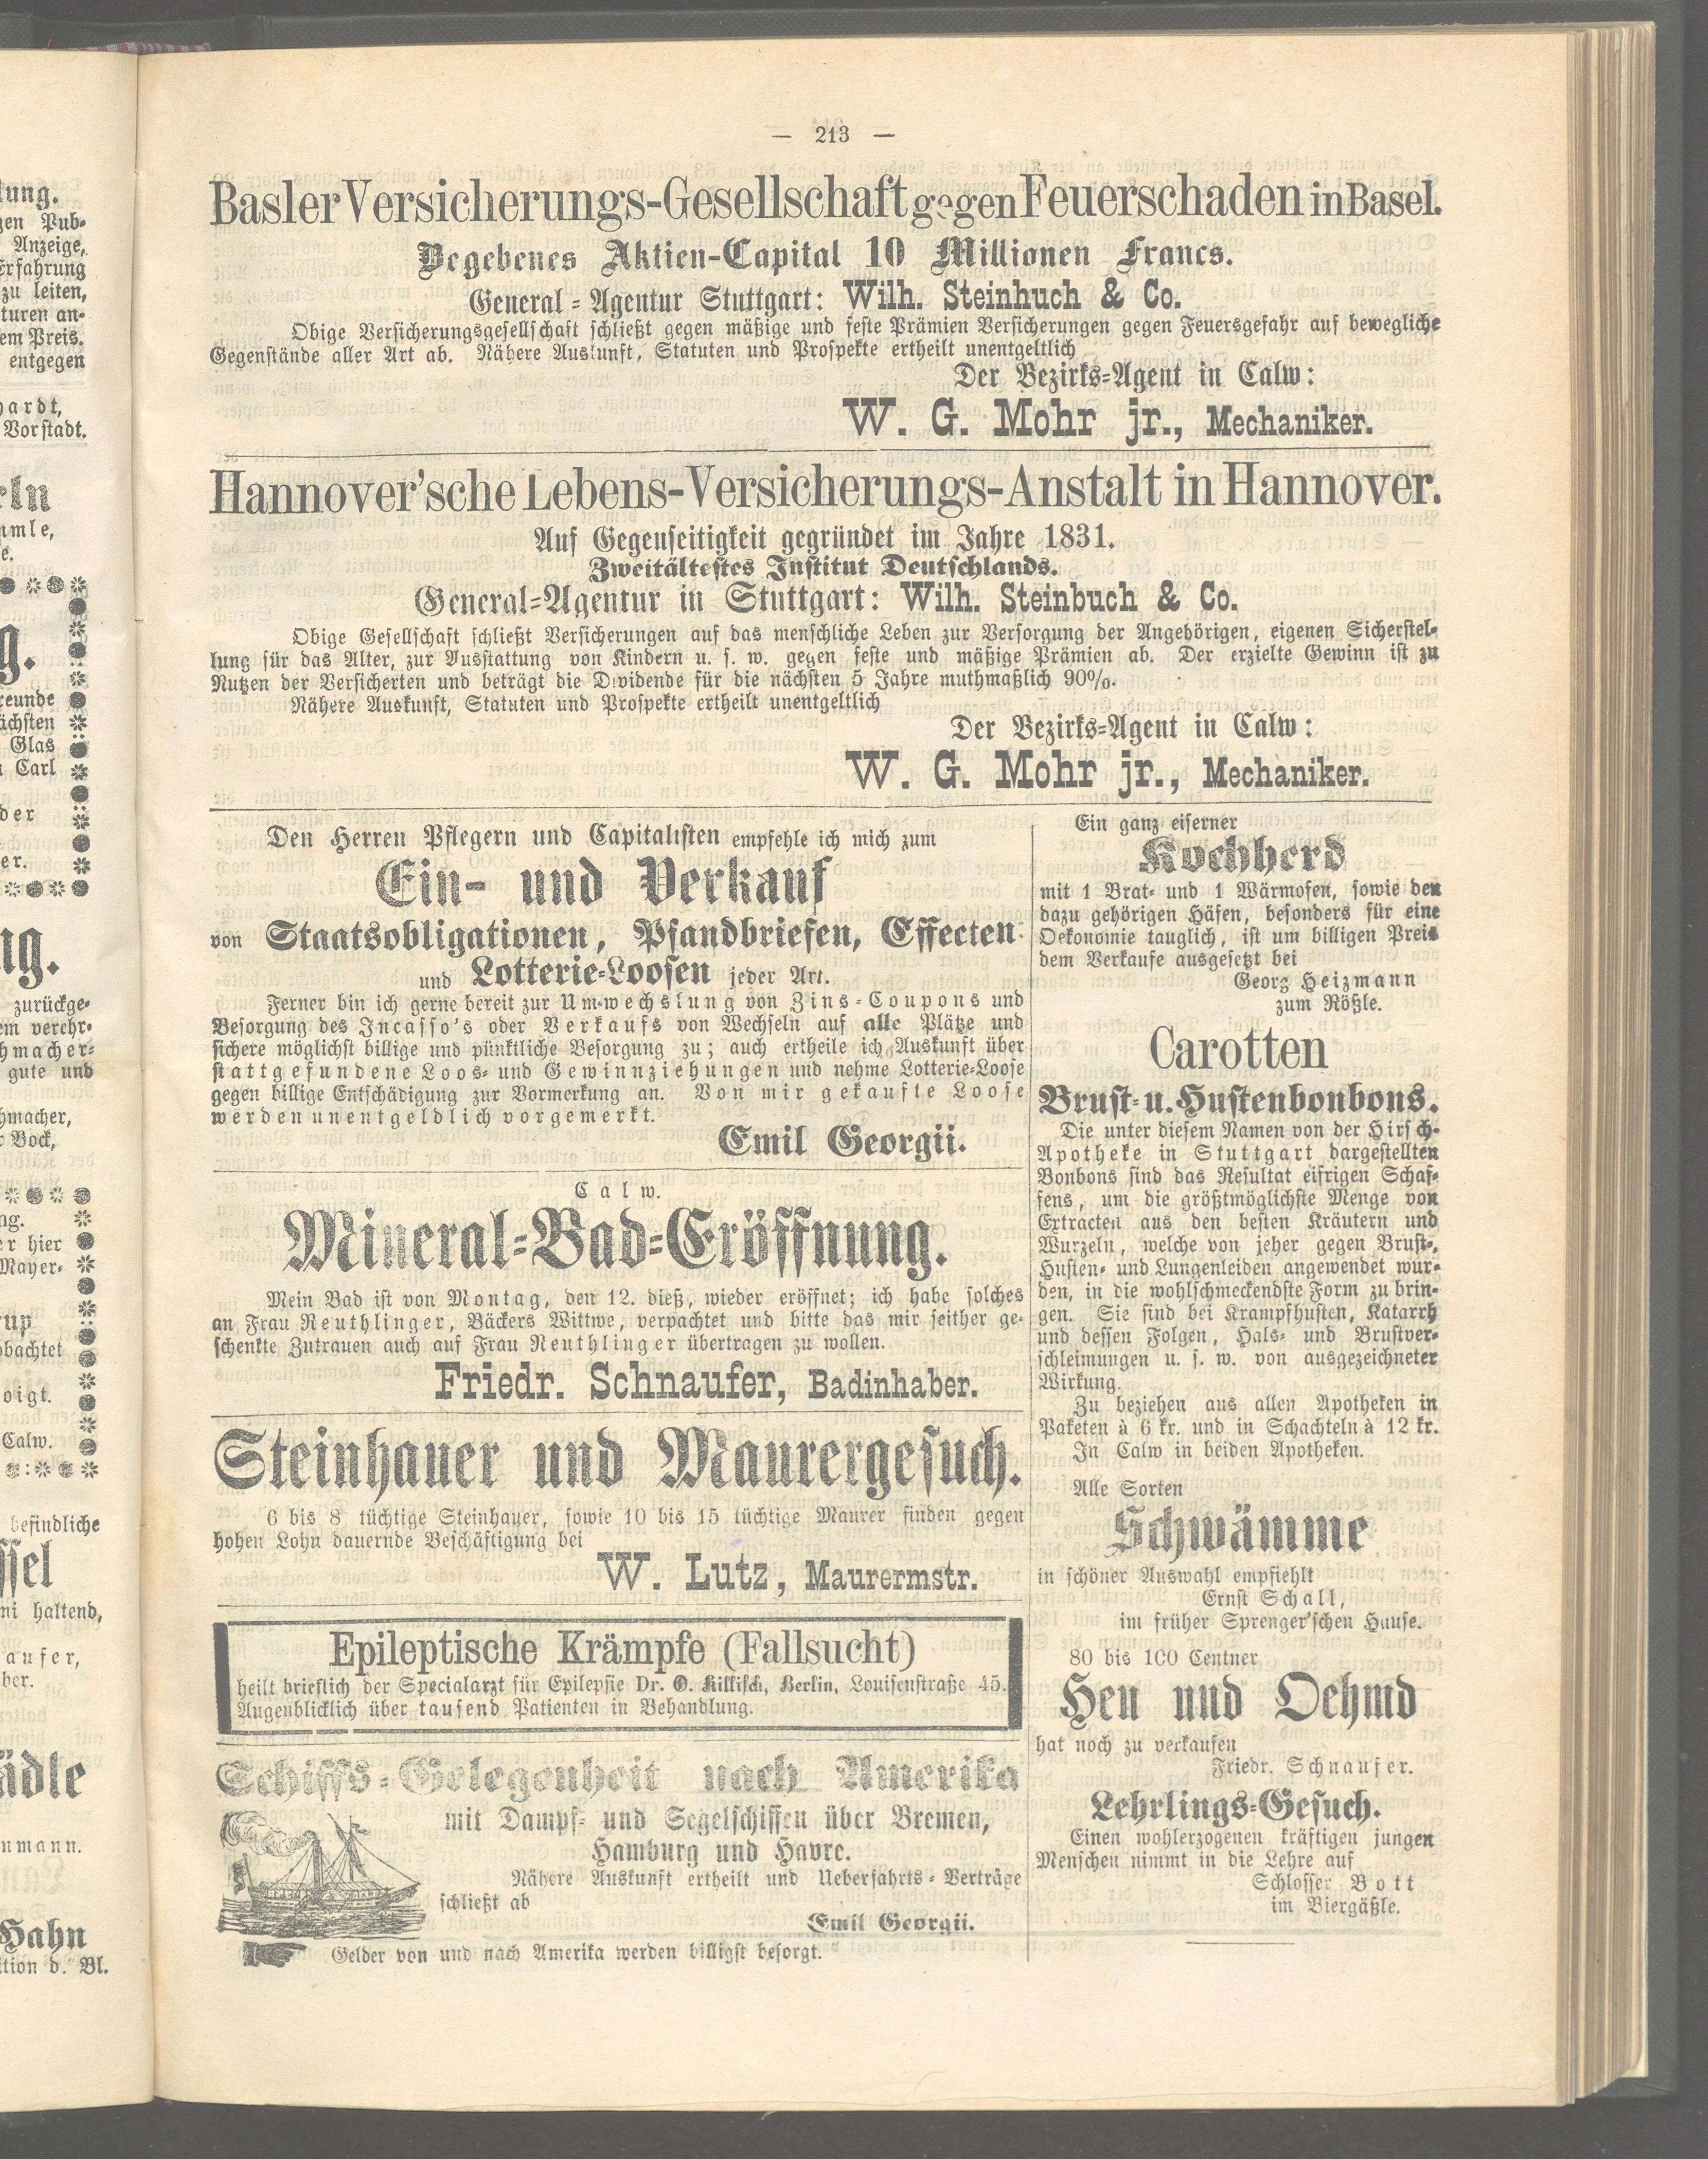 — 213 —
Basler Versicherungs-Gesellschaft gegen Feuerschaden in Basel.
Begebenes Aktien-Capital 10 Millionen Francs.
General-Agentur Stuttgart: Wilh. Steinhuch & Co.
Obige Versicherungsgesellschaft schließt gegen mäßige und feste Prämien Versicherungen gegen Feuersgefahr auf bewegliche
Gegenstände aller Art ab. Nähere Auskunft, Statuten und Prospekte ertheilt unentgeltlich
Der Bezirks-Agent in Calw:
W. G. Mohr jr., Mechaniker.
Hannover'sche Lebens-Versicherungs-Anstalt in Hannover.
Auf Gegenseitigkeit gegründet im Jahre 1831.
Zweitältestes Institut Deutschlands.
General-Agentur in Stuttgart: Wilh. Steinbuch & Co.
Obige Gesellschaft schließt Versicherungen auf das menschliche Leben zur Versorgung der Angehörigen, eigenen Sicherstel-
lung für das Alter, zur Ausstattung von Kindern u. s. w. gegen feste und mäßige Prämien ab. Der erzielte Gewinn ist zu
Nutzen der Versicherten und beträgt die Dividende für die nächsten 5 Jahre muthmaßlich 90%.
Nähere Auskunft, Statuten und Prospekte ertheilt unentgeltlich
Der Bezirks-Agent in Calw:
W. G. Mohr jr., Mechaniker.
Den Herren Pflegern und Capitalisten empfehle ich mich zum
Ein- und Verkauf
von Staatsobligationen, Pfandbriefen, Effecten
und Lotterie-Loosen jeder Art.
Ferner bin ich gerne bereit zur Umwechslung von Zins-Coupons und
Besorgung des Incasso's oder Verkaufs von Wechseln auf alle Plätze und
sichere möglichst billige und pünktliche Besorgung zu; auch ertheile ich Auskunft über
stattgefundene Loos- und Gewinnziehungen und nehme Lotterie-Loose
gegen billige Entschädigung zur Vormerkung an. Von mir gekaufte Loose
werden unentgeldlich vorgemerkt.
Emil Georgii.
Calw.
Mineral-Bad-Eröffnung.
Mein Bad ist von Montag, den 12. dieß, wieder eröffnet; ich habe solches
an Frau Reuthlinger, Bäckers Wittwe, verpachtet und bitte das mir seither ge-
schenkte Zutrauen auch auf Frau Reuthlinger übertragen zu wollen.
Friedr. Schnaufer, Badinhaber.
Steinhauer und Maurergesuch.
6 bis 8 tüchtige Steinhauer, sowie 10 bis 15 tüchtige Maurer finden gegen
hohen Lohn dauernde Beschäftigung bei
W. Lutz, Maurermstr.
Epileptische Krämpfe (Fallsucht)
heilt brieflich der Specialarzt für Epilepsie Dr. O. Killisch, Berlin, Louisenstraße 45.
Augenblicklich über tausend Patienten in Behandlung.
Schiffs-Gelegenheit nach Amerika
mit Dampf- und Segelschiffen über Bremen,
Hamburg und Havre.
Nähere Auskunft ertheilt und Ueberfahrts-Verträge
schließt ab
Emil Georgii.
Gelder von und nach Amerika werden billigst besorgt.
Ein ganz eiserner
Kochherd
mit 1 Brat- und 1 Wärmofen, sowie den
dazu gehörigen Häfen, besonders für eine
Oekonomie tauglich, ist um billigen Preis
dem Verkaufe ausgesetzt bei
Georg Heizmann
zum Rößle.
Carotten
Brust- u. Hustenbonbons.
Die unter diesem Namen von der Hirsch-
Apotheke in Stuttgart dargestellten
Bonbons sind das Resultat eifrigen Schaf-
fens, um die größtmöglichste Menge von
Extracten aus den besten Kräutern und
Wurzeln, welche von jeher gegen Brust-,
Husten- und Lungenleiden angewendet wur-
den, in die wohlschmeckendste Form zu brin-
gen. Sie sind bei Krampfhusten, Katarrh
und dessen Folgen, Hals- und Brustver-
schleimungen u. s. w. von ausgezeichneter
Wirkung.
Zu beziehen aus allen Apotheken in
Paketen à 6 kr. und in Schachteln à 12 kr.
In Calw in beiden Apotheken.
Alle Sorten
Schwämme
in schöner Auswahl empfiehlt
Ernst Schall,
im früher Sprenger'schen Hause.
80 bis 100 Centner
Heu und Oehmd
hat noch zu verkaufen
Friedr. Schnaufer.
Lehrlings-Gesuch.
Einen wohlerzogenen kräftigen jungen
Menschen nimmt in die Lehre auf
Schlosser Bott
im Biergäßle.